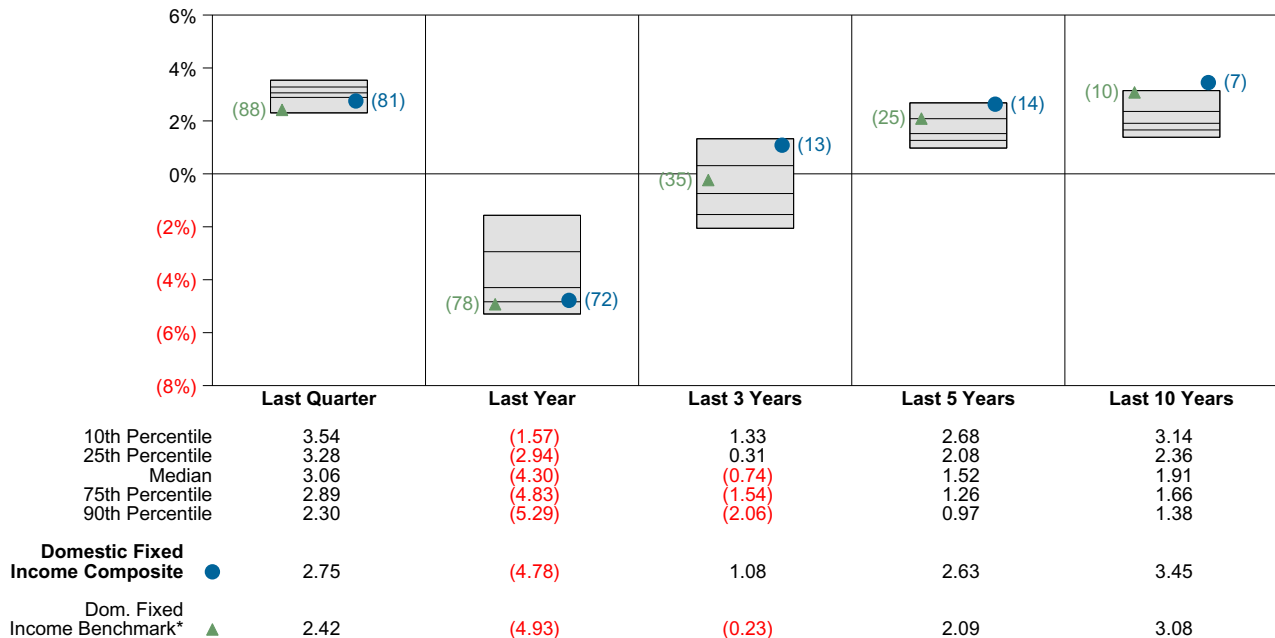 6%
4%
2%
0%
(2%)
(4%)
(6%)
(8%)
(88) (81)
(78) (72)
(35) (13)
(25) (14)
(10) (7)
Last Quarter Last Year Last 3 Years Last 5 Years Last 10 Years
10th Percentile 3.54 (1.57) 1.33 2.68 3.14
25th Percentile 3.28 (2.94) 0.31 2.08 2.36
Median 3.06 (4.30) (0.74) 1.52 1.91
75th Percentile 2.89 (4.83) (1.54) 1.26 1.66
90th Percentile 2.30 (5.29) (2.06) 0.97 1.38
Domestic Fixed
Income Composite 2.75 (4.78) 1.08 2.63 3.45
Dom. Fixed
Income Benchmark* 2.42 (4.93) (0.23) 2.09 3.08